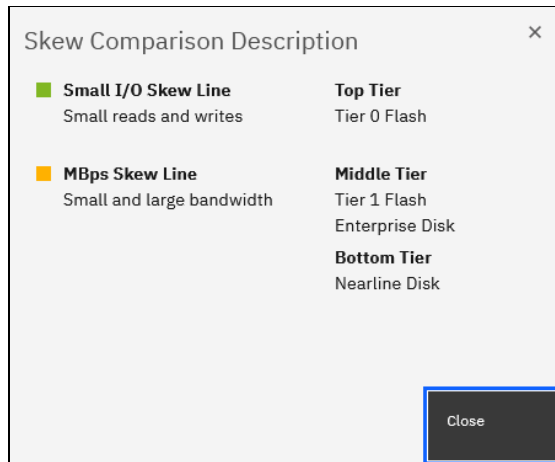 Skew Comparison Description
Small I/O Skew Line
Small reads and writes
MBps Skew Line
Small and large bandwidth
Top Tier
Tier 0 Flash
Middle Tier
Tier 1 Flash
Enterprise Disk
Bottom Tier
Nearline Disk
Close